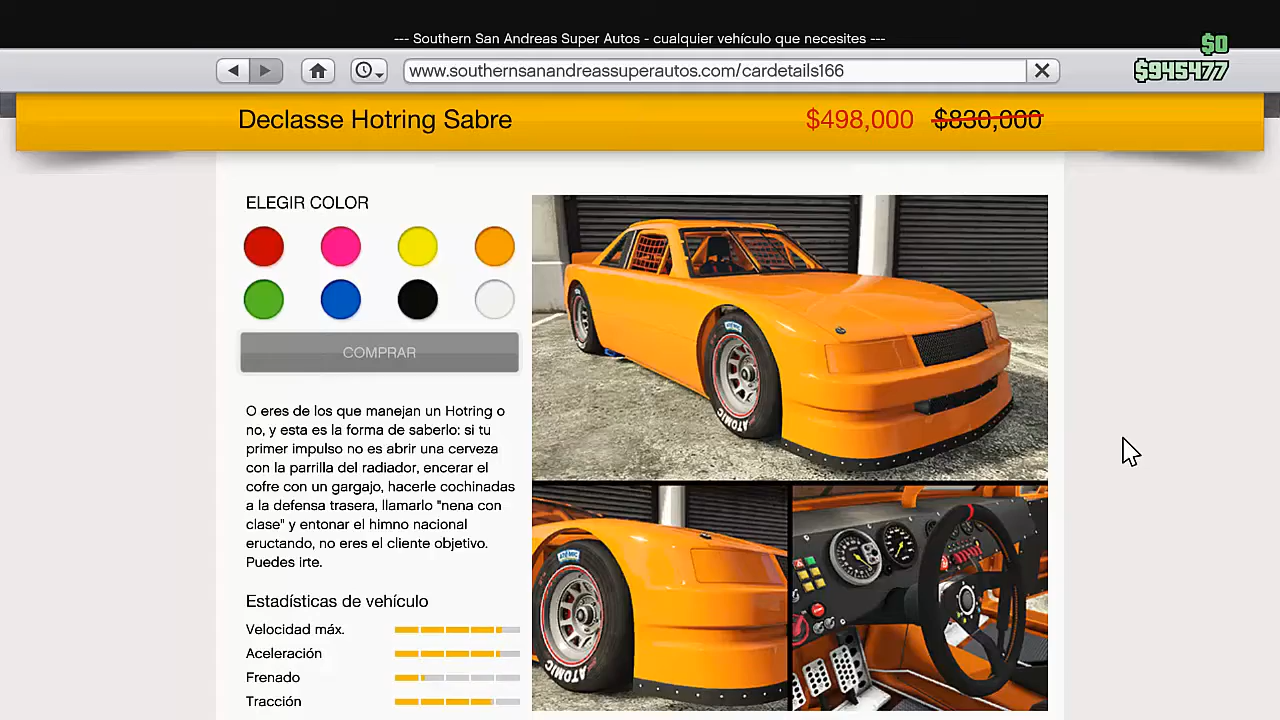 --- Southern San Andreas Super Autos - cualquier vehículo que necesites ---
$0
$945477
www.southernsanandreassuperautos.com/cardetails166
Declasse Hotring Sabre
$498,000 $830,000
ELEGIR COLOR
COMPRAR
O eres de los que manejan un Hotring o
no, y esta es la forma de saberlo: si tu
primer impulso no es abrir una cerveza
con la parrilla del radiador, encerar el
cofre con un gargajo, hacerle cochinadas
a la defensa trasera, llamarlo "nena con
clase" y entonar el himno nacional
eructando, no eres el cliente objetivo.
Puedes irte.
Estadísticas de vehículo
Velocidad máx.
Aceleración
Frenado
Tracción
ATOMIC
ATOMIC
ATOMIC
ATOMIC